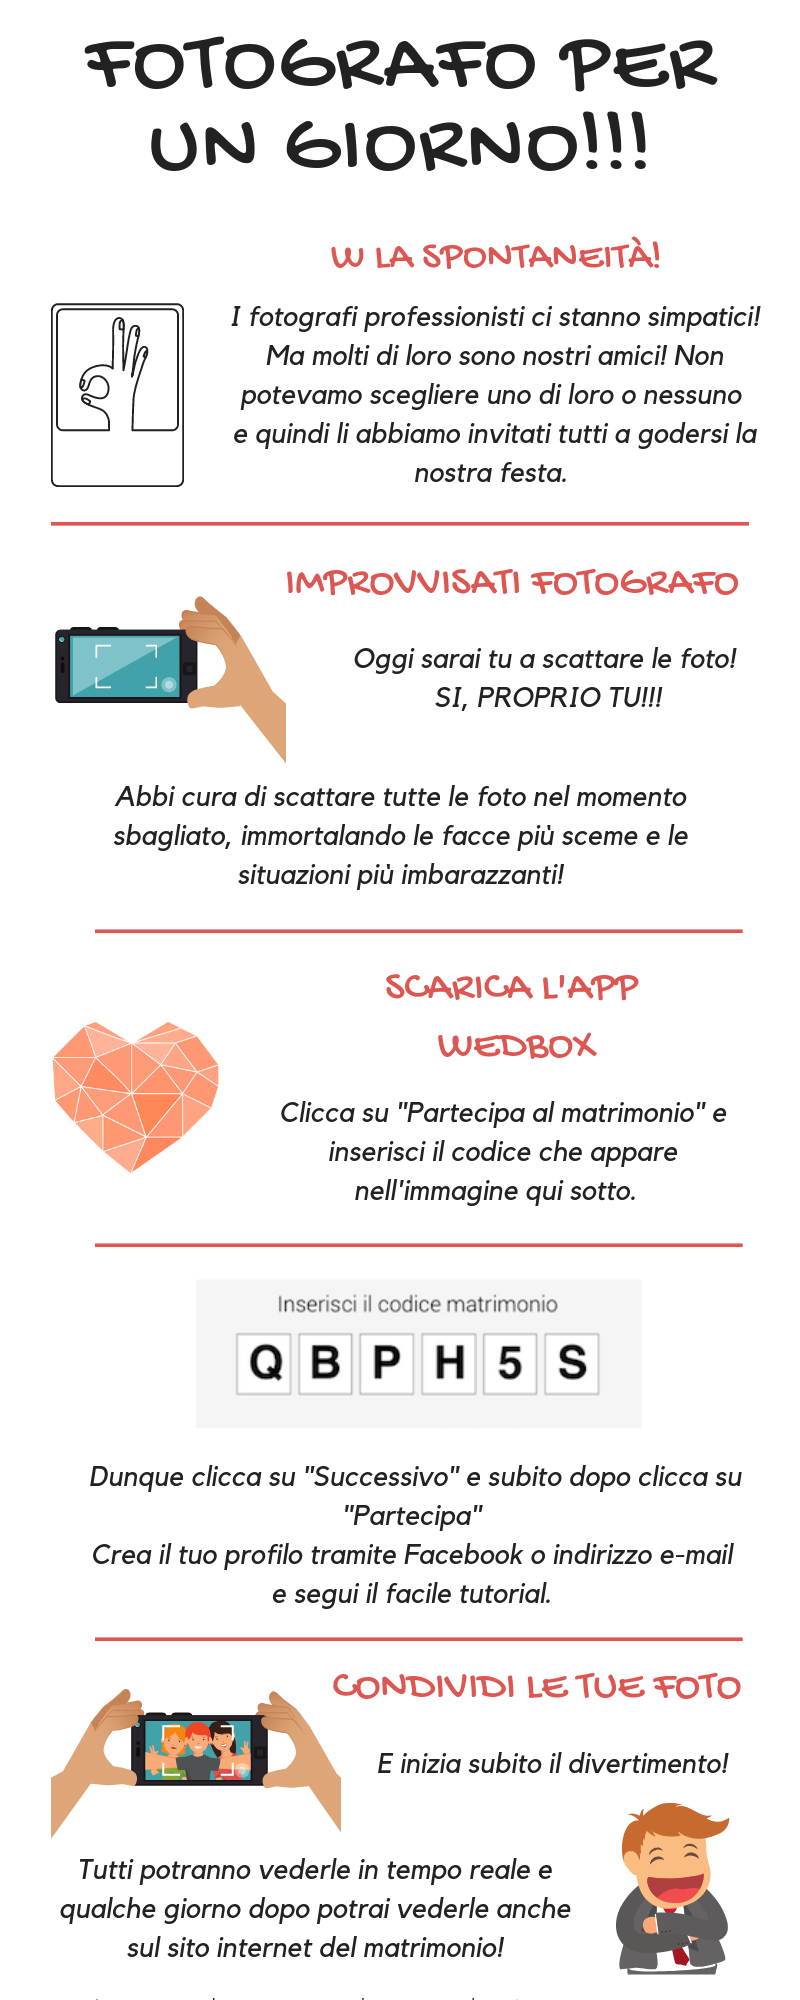 FOTOGRAFO PER
UN GIORNO!!!
W LA SPONTANEITÀ!
I fotografi professionisti ci stanno simpatici!
Ma molti di loro sono nostri amici! Non
potevamo scegliere uno di loro o nessuno
e quindi li abbiamo invitati tutti a godersi la
nostra festa.
IMPROVVISATI FOTOGRAFO
Oggi sarai tu a scattare le foto!
SI, PROPRIO TU!!!
Abbi cura di scattare tutte le foto nel momento
sbagliato, immortalando le facce più sceme e le
situazioni più imbarazzanti!
SCARICA L'APP
WEDBOX
Clicca su "Partecipa al matrimonio" e
inserisci il codice che appare
nell'immagine qui sotto.
Inserisci il codice matrimonio
Q B P H 5 S
Dunque clicca su "Successivo" e subito dopo clicca su
"Partecipa"
Crea il tuo profilo tramite Facebook o indirizzo e-mail
e segui il facile tutorial.
CONDIVIDI LE TUE FOTO
E inizia subito il divertimento!
Tutti potranno vederle in tempo reale e
qualche giorno dopo potrai vederle anche
sul sito internet del matrimonio!